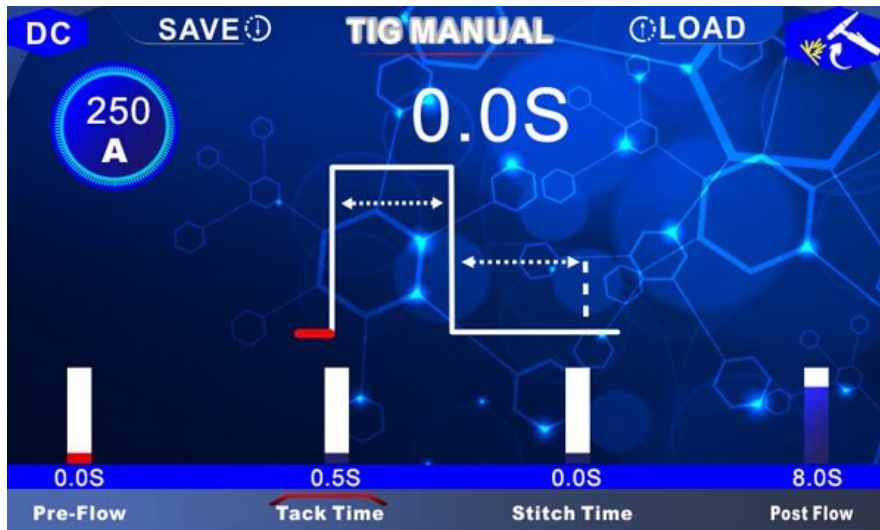 DC SAVE TIG MANUAL LOAD
250
A
0.0S
0.0S 0.5S 0.0S 8.0S
Pre-Flow Tack Time Stitch Time Post Flow